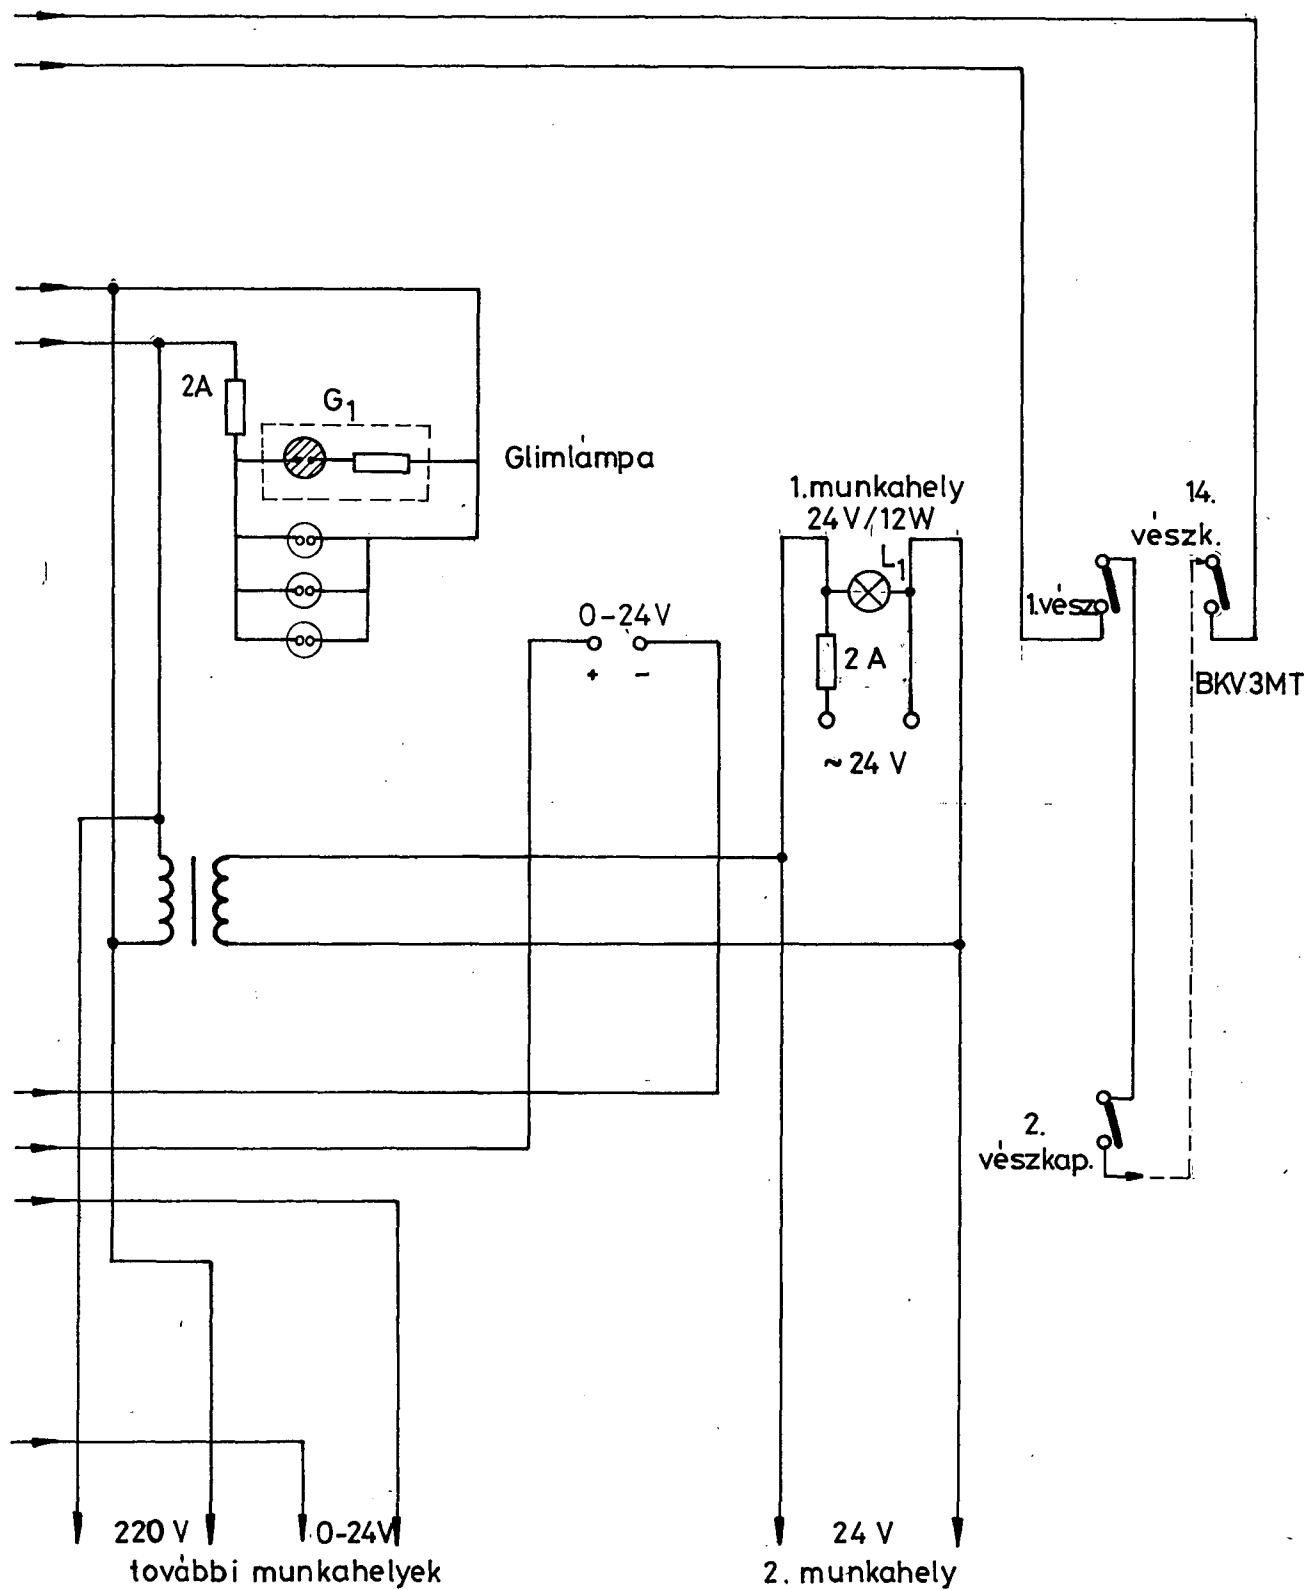 2A
G1
Glimlámpa
1.munkahely
24V/12W
L1
14.
vészk.
1.vész
0-24V
+ -
2 A
BKV3MT
~ 24 V
2.
vészkap.
220 V 0-24V
további munkahelyek
24 V
2. munkahely